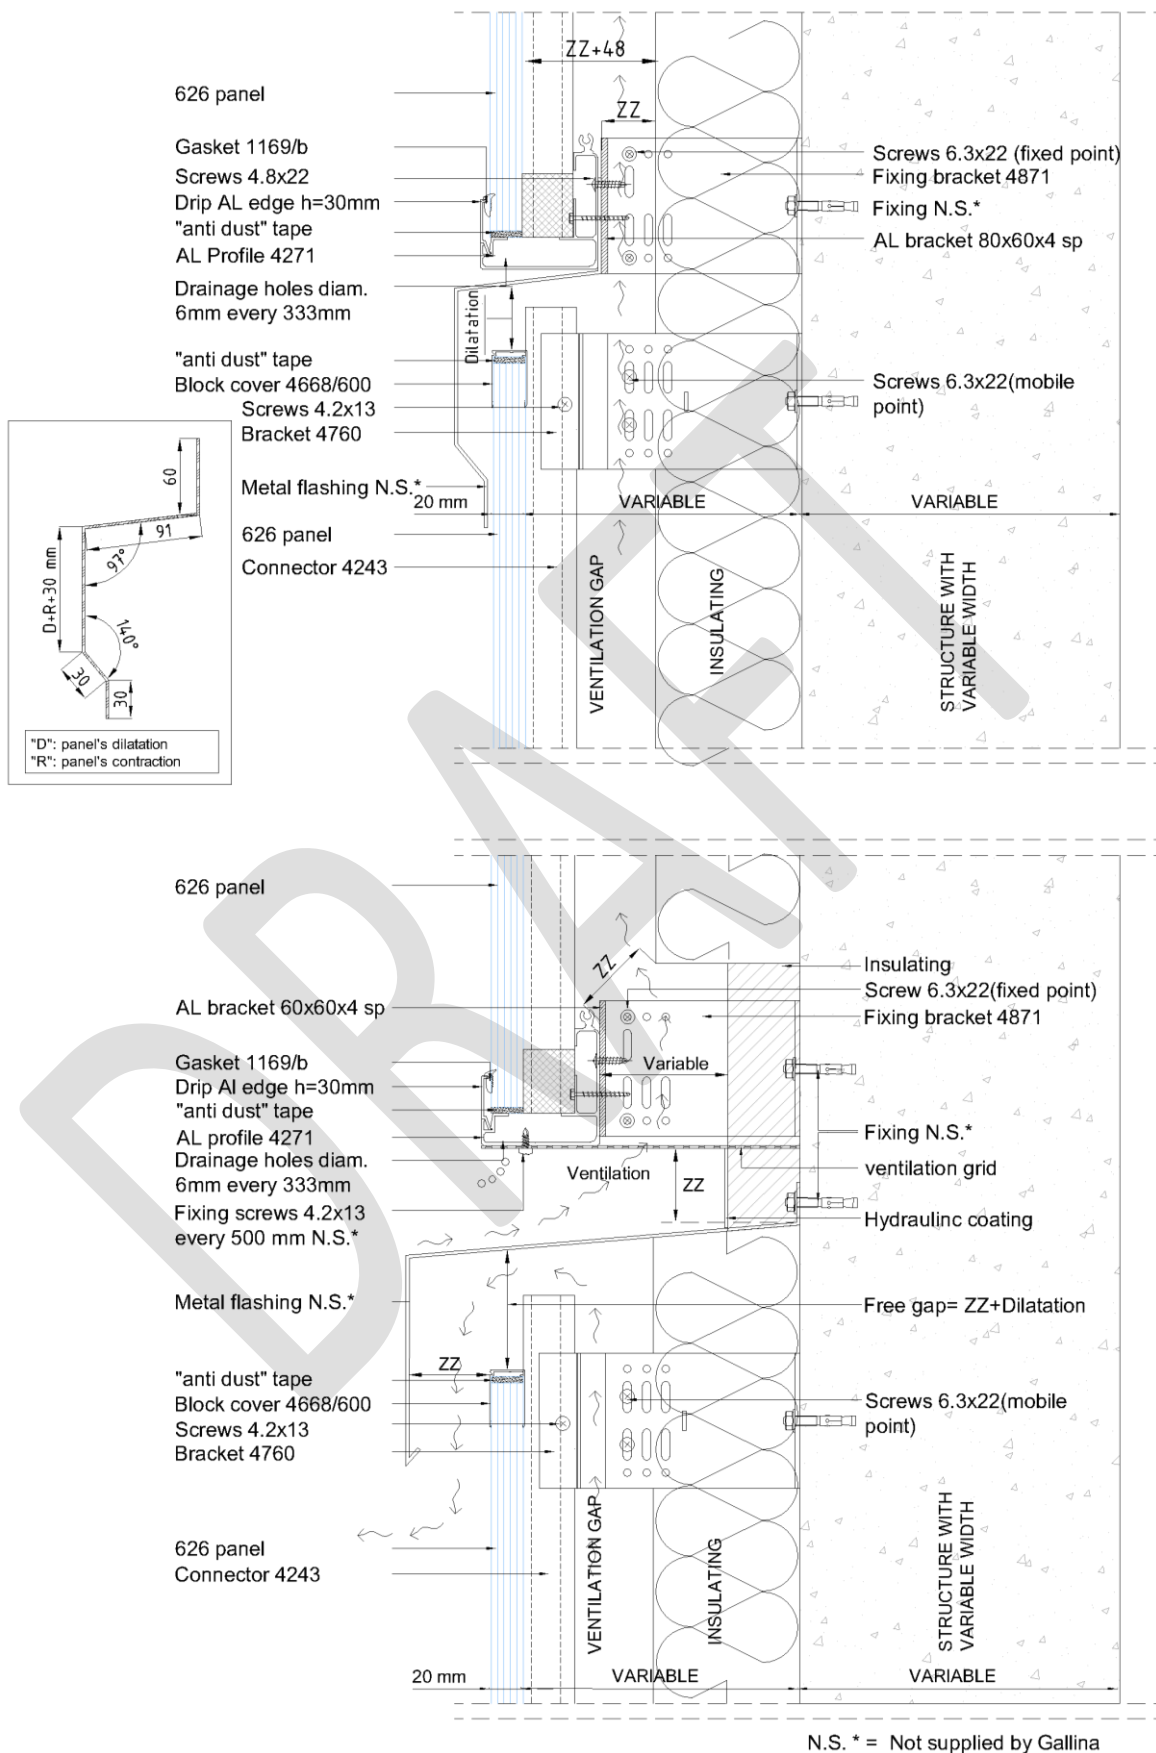 ZZ+48
ZZ
626 panel
Gasket 1169/b
Screws 4.8x22
Drip AL edge h=30mm
"anti dust" tape
AL Profile 4271
Drainage holes diam.
6mm every 333mm
Dilatation
"anti dust" tape
Block cover 4668/600
Screws 4.2x13
Bracket 4760
Metal flashing N.S.*
626 panel
Connector 4243
Screws 6.3x22 (fixed point)
Fixing bracket 4871
Fixing N.S.*
AL bracket 80x60x4 sp
Screws 6.3x22(mobile
point)
20 mm
VARIABLE
VARIABLE
VENTILATION GAP
INSULATING
STRUCTURE WITH
VARIABLE WIDTH
60
91
97°
D+R+30 mm
140°
30
30
"D": panel's dilatation
"R": panel's contraction
DRAFT
626 panel
AL bracket 60x60x4 sp
Gasket 1169/b
Drip Al edge h=30mm
"anti dust" tape
AL profile 4271
Drainage holes diam.
6mm every 333mm
Fixing screws 4.2x13
every 500 mm N.S.*
Metal flashing N.S.*
"anti dust" tape
Block cover 4668/600
Screws 4.2x13
Bracket 4760
626 panel
Connector 4243
ZZ
Variable
Ventilation
ZZ
ZZ
Insulating
Screw 6.3x22(fixed point)
Fixing bracket 4871
Fixing N.S.*
ventilation grid
Hydraulinc coating
Free gap= ZZ+Dilatation
Screws 6.3x22(mobile
point)
VENTILATION GAP
INSULATING
STRUCTURE WITH
VARIABLE WIDTH
20 mm
VARIABLE
VARIABLE
N.S. * = Not supplied by Gallina